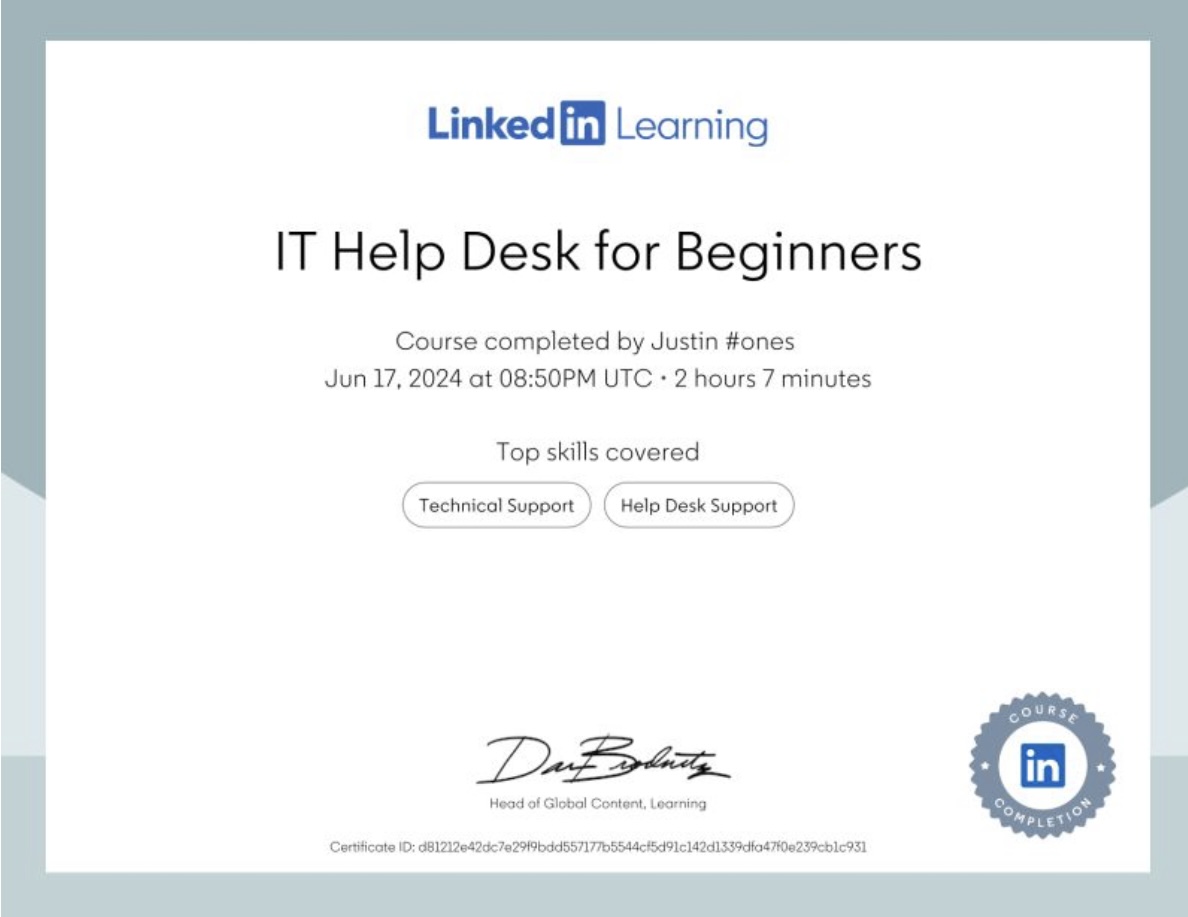 Linked in Learning
IT Help Desk for Beginners
Course completed by Justin #ones
Jun 17, 2024 at 08:50PM UTC • 2 hours 7 minutes
Top skills covered
Technical Support Help Desk Support
Dan Brodnitz
Head of Global Content, Learning
COURSE
in
COMPLETION
Certificate ID: d81212e42dc7e29f9bdd557177b5544cf5d91c142d1339dfa47f0e239cb1c931